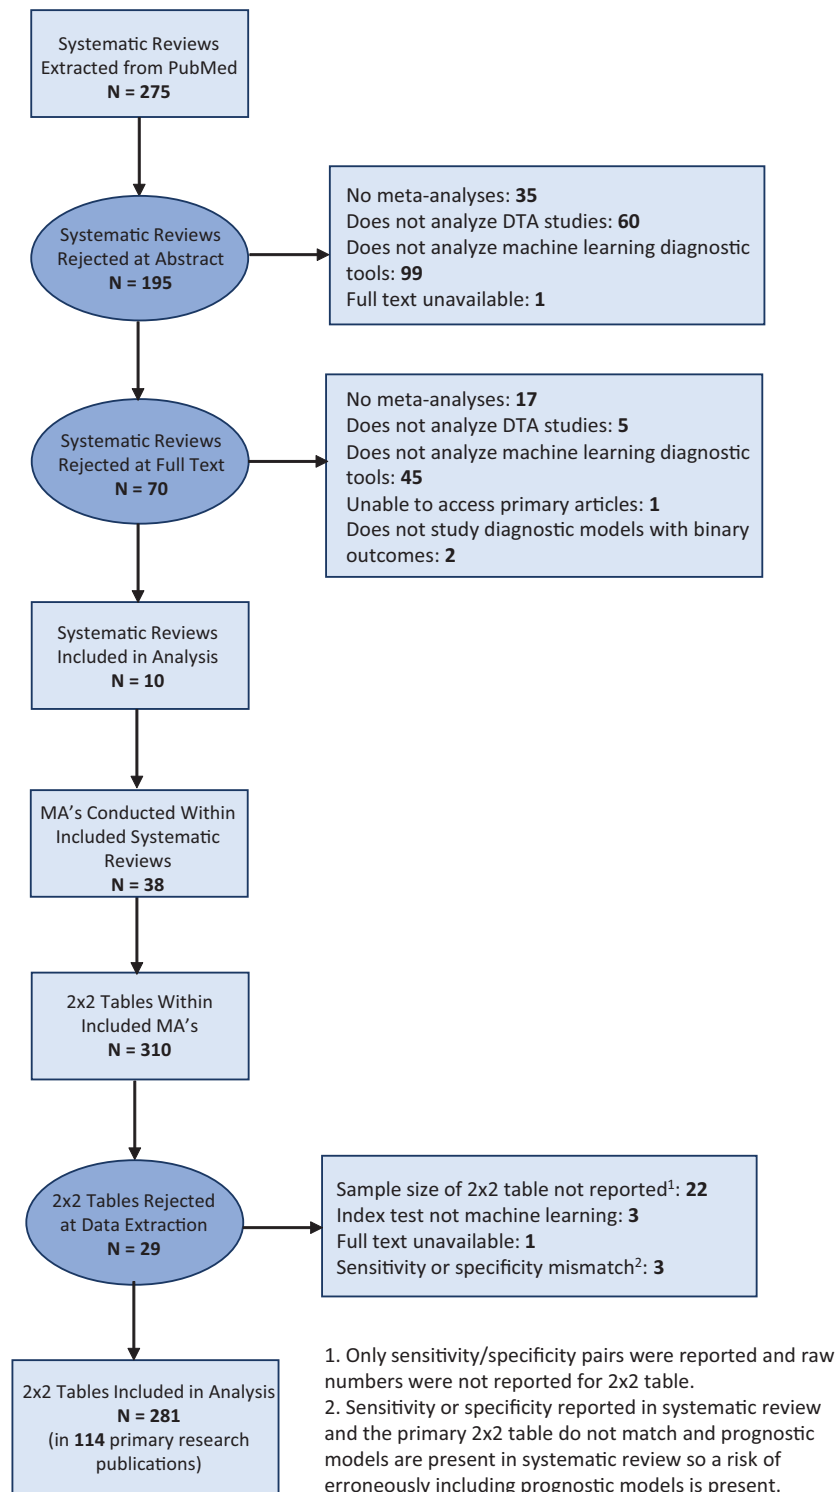 Systematic Reviews
Extracted from PubMed
N = 275
Systematic Reviews
Rejected at Abstract
N = 195
No meta-analyses: 35
Does not analyze DTA studies: 60
Does not analyze machine learning diagnostic
tools: 99
Full text unavailable: 1
Systematic Reviews
Rejected at Full Text
N = 70
No meta-analyses: 17
Does not analyze DTA studies: 5
Does not analyze machine learning diagnostic
tools: 45
Unable to access primary articles: 1
Does not study diagnostic models with binary
outcomes: 2
Systematic Reviews
Included in Analysis
N = 10
MA's Conducted Within
Included Systematic
Reviews
N = 38
2x2 Tables Within
Included MA's
N = 310
2x2 Tables Rejected
at Data Extraction
N = 29
Sample size of 2x2 table not reported¹: 22
Index test not machine learning: 3
Full text unavailable: 1
Sensitivity or specificity mismatch²: 3
2x2 Tables Included in Analysis
N = 281
(in 114 primary research
publications)
1. Only sensitivity/specificity pairs were reported and raw
numbers were not reported for 2x2 table.
2. Sensitivity or specificity reported in systematic review
and the primary 2x2 table do not match and prognostic
models are present in systematic review so a risk of
erroneously including prognostic models is present.